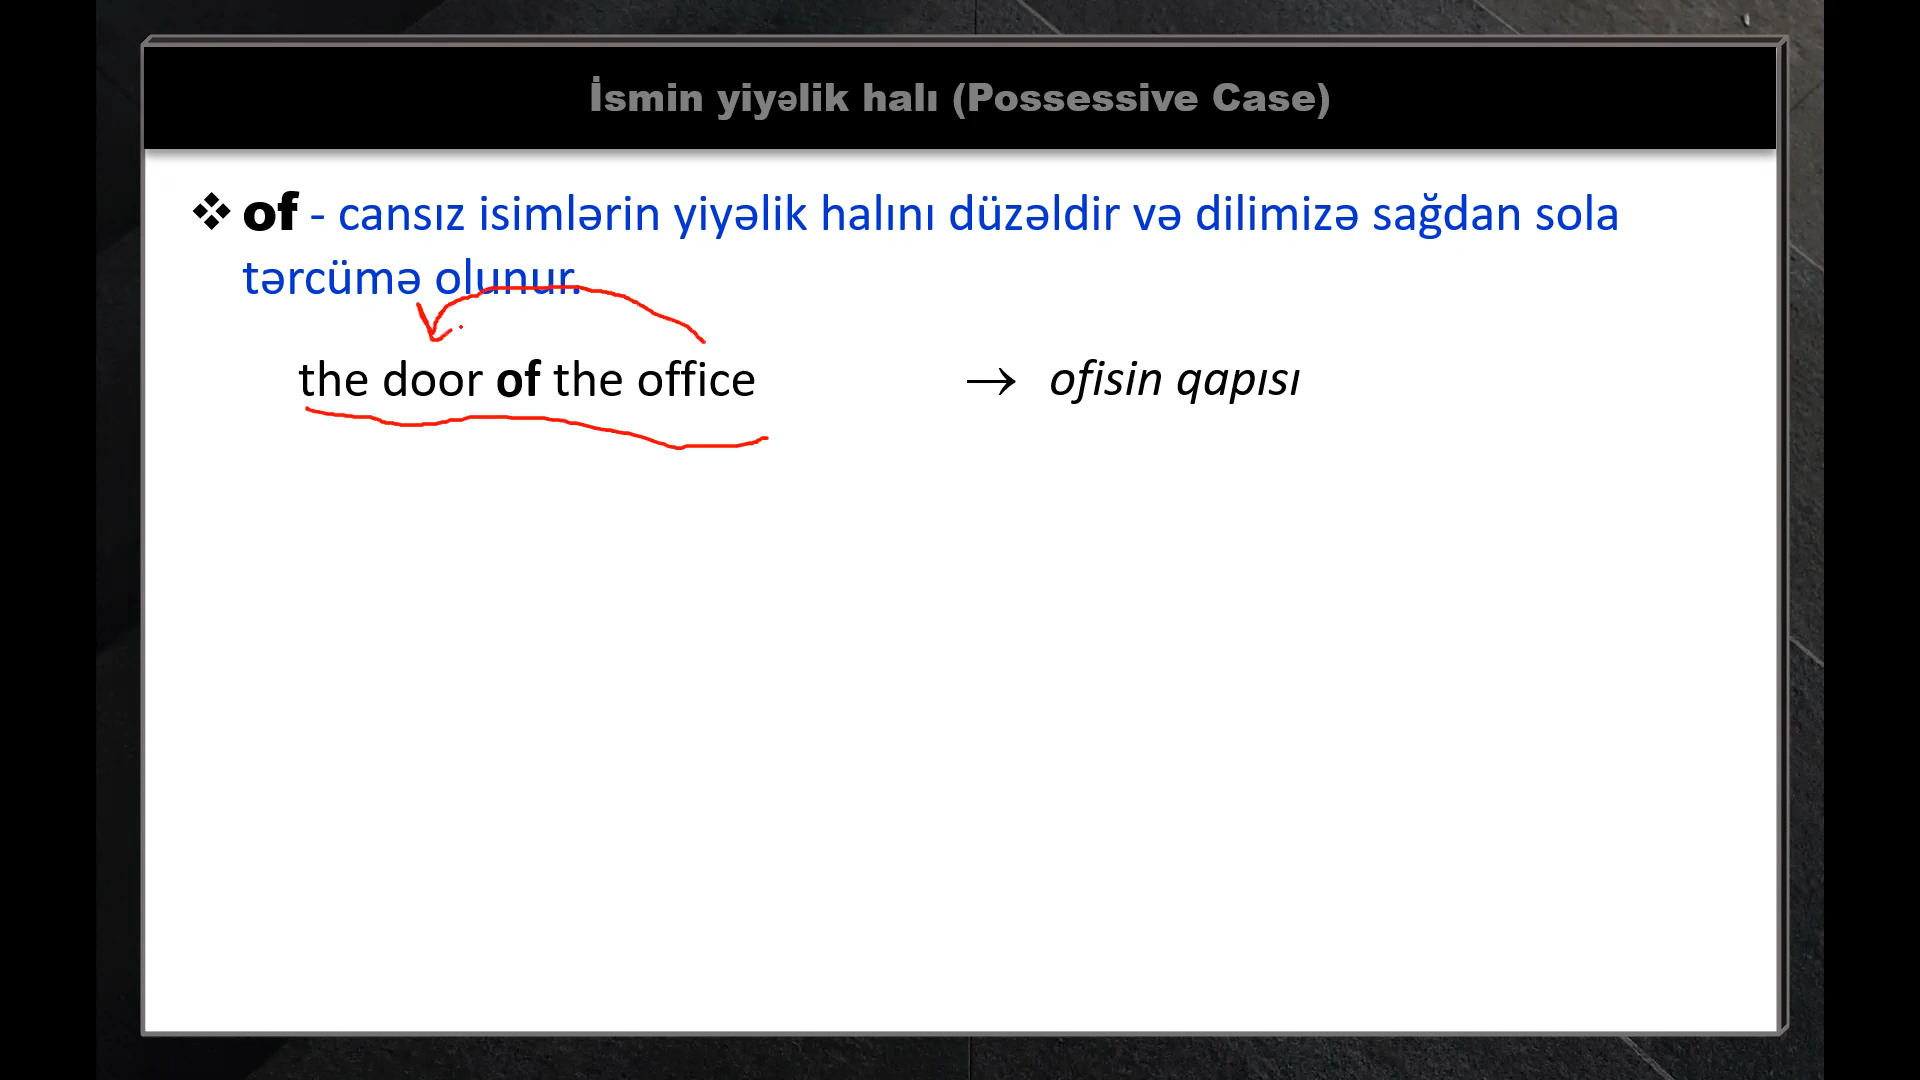 İsmin yiyəlik halı (Possessive Case)
❖ of - cansız isimlərin yiyəlik halını düzəldir və dilimizə sağdan sola
tərcümə olunur.
the door of the office → ofisin qapısı